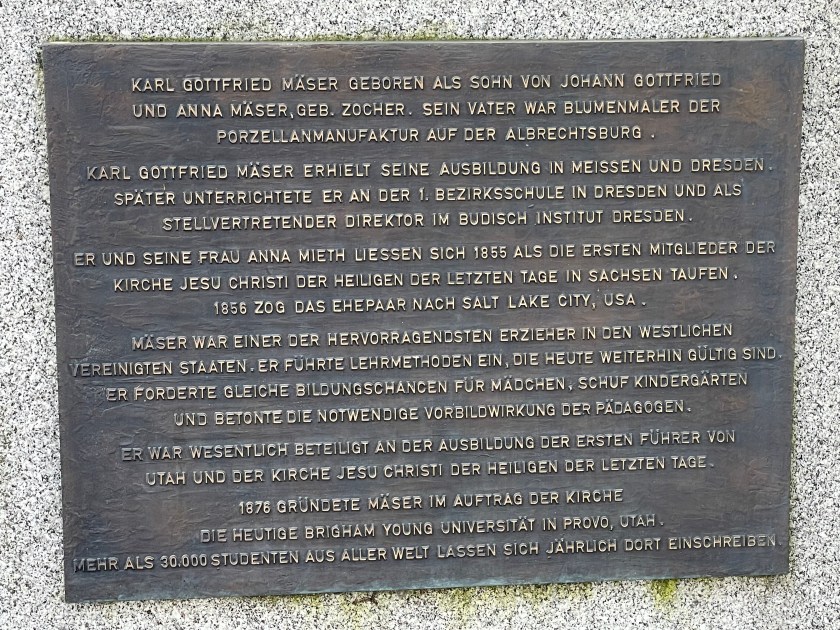 KARL GOTTFRIED MÄSER GEBOREN ALS SOHN VON JOHANN GOTTFRIED
UND ANNA MÄSER, GEB. ZOCHER. SEIN VATER WAR BLUMENMALER DER
PORZELLANMANUFAKTUR AUF DER ALBRECHTSBURG.
KARL GOTTFRIED MÄSER ERHIELT SEINE AUSBILDUNG IN MEISSEN UND DRESDEN.
SPÄTER UNTERRICHTETE ER AN DER 1. BEZIRKSSCHULE IN DRESDEN UND ALS
STELLVERTRETENDER DIREKTOR IM BUDISCH INSTITUT DRESDEN.
ER UND SEINE FRAU ANNA MIETH LIESSEN SICH 1855 ALS DIE ERSTEN MITGLIEDER DER
KIRCHE JESU CHRISTI DER HEILIGEN DER LETZTEN TAGE IN SACHSEN TAUFEN.
1856 ZOG DAS EHEPAAR NACH SALT LAKE CITY, USA.
MÄSER WAR EINER DER HERVORRAGENDSTEN ERZIEHER IN DEN WESTLICHEN
VEREINIGTEN STAATEN. ER FÜHRTE LEHRMETHODEN EIN, DIE HEUTE WEITERHIN GÜLTIG SIND.
ER FORDERTE GLEICHE BILDUNGSCHANCEN FÜR MÄDCHEN, SCHUF KINDERGÄRTEN
UND BETONTE DIE NOTWENDIGE VORBILDWIRKUNG DER PÄDAGOGEN.
ER WAR WESENTLICH BETEILIGT AN DER AUSBILDUNG DER ERSTEN FÜHRER VON
UTAH UND DER KIRCHE JESU CHRISTI DER HEILIGEN DER LETZTEN TAGE.
1876 GRÜNDETE MÄSER IM AUFTRAG DER KIRCHE
DIE HEUTIGE BRIGHAM YOUNG UNIVERSITÄT IN PROVO, UTAH.
MEHR ALS 30.000 STUDENTEN AUS ALLER WELT LASSEN SICH JÄHRLICH DORT EINSCHREIBEN.